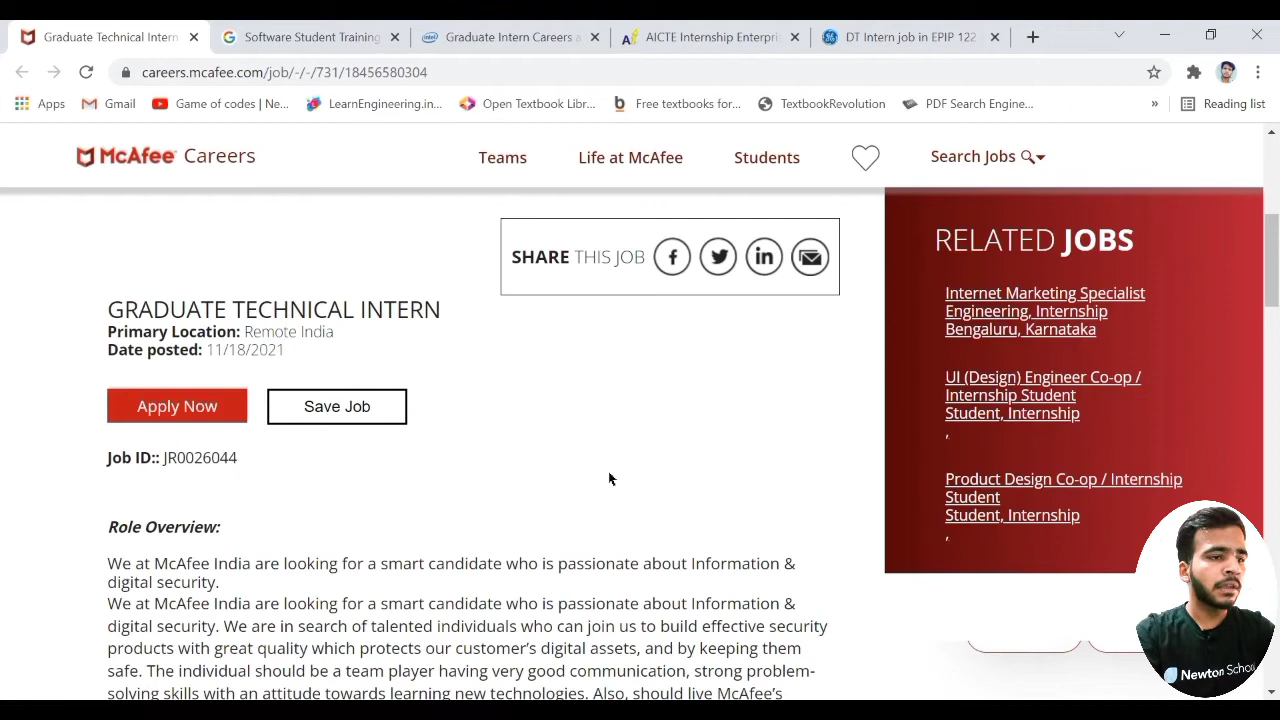 Graduate Technical Intern
Software Student Training
Graduate Intern Careers a
AICTE Internship Enterpris
DT Intern job in EPIP 122
careers.mcafee.com/job/-/-/731/18456580304
Apps
Gmail
Game of codes | Ne...
LearnEngineering.in...
Open Textbook Libr...
Free textbooks for...
TextbookRevolution
PDF Search Engine...
»
Reading list
McAfee Careers
Teams
Life at McAfee
Students
Search Jobs
SHARE THIS JOB
GRADUATE TECHNICAL INTERN
Primary Location: Remote India
Date posted: 11/18/2021
Apply Now
Save Job
Job ID:: JR0026044
Role Overview:
We at McAfee India are looking for a smart candidate who is passionate about Information &
digital security.
We at McAfee India are looking for a smart candidate who is passionate about Information &
digital security. We are in search of talented individuals who can join us to build effective security
products with great quality which protects our customer's digital assets, and by keeping them
safe. The individual should be a team player having very good communication, strong problem-
solving skills with an attitude towards learning new technologies. Also, should live McAfee's
RELATED JOBS
Internet Marketing Specialist
Engineering, Internship
Bengaluru, Karnataka
UI (Design) Engineer Co-op /
Internship Student
Student, Internship
,
Product Design Co-op / Internship
Student
Student, Internship
,
Newton School